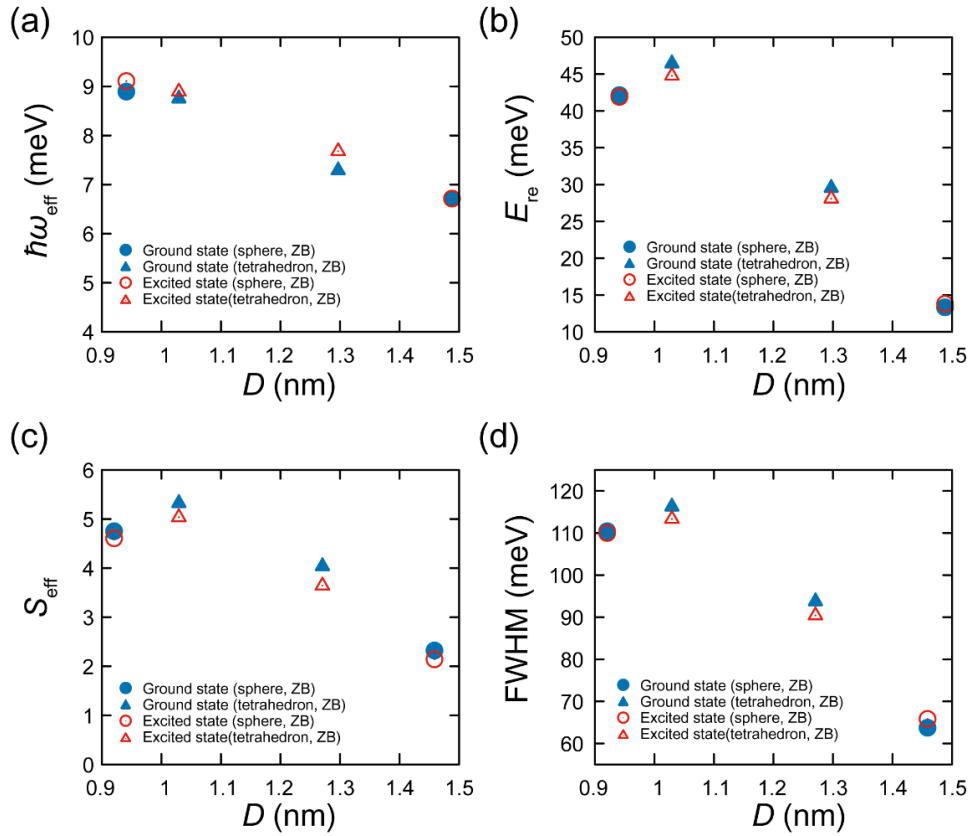 (a)
10
9
8
7
6
5
4
ℏω_eff (meV)
Ground state (sphere, ZB)
Ground state (tetrahedron, ZB)
Excited state (sphere, ZB)
Excited state(tetrahedron, ZB)
0.9 1 1.1 1.2 1.3 1.4 1.5
D (nm)
(b)
50
45
40
35
30
25
20
15
10
E_re (meV)
Ground state (sphere, ZB)
Ground state (tetrahedron, ZB)
Excited state (sphere, ZB)
Excited state(tetrahedron, ZB)
0.9 1 1.1 1.2 1.3 1.4 1.5
D (nm)
(c)
6
5
4
3
2
1
0
S_eff
Ground state (sphere, ZB)
Ground state (tetrahedron, ZB)
Excited state (sphere, ZB)
Excited state(tetrahedron, ZB)
0.9 1 1.1 1.2 1.3 1.4 1.5
D (nm)
(d)
120
110
100
90
80
70
60
FWHM (meV)
Ground state (sphere, ZB)
Ground state (tetrahedron, ZB)
Excited state (sphere, ZB)
Excited state(tetrahedron, ZB)
0.9 1 1.1 1.2 1.3 1.4 1.5
D (nm)